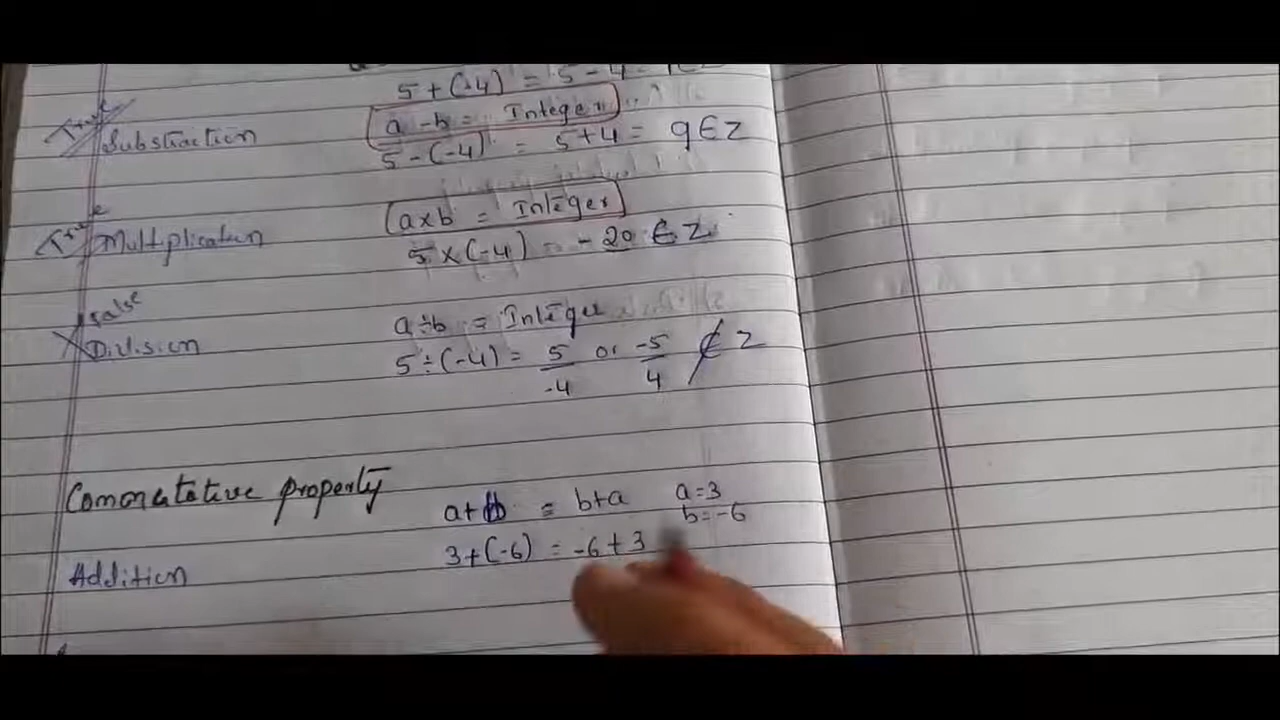 5+(-4) = 5-4 =
True
a-b = Integer
Substraction
5-(-4) = 5+4 = 9∈Z
True
(a×b = Integer)
Multiplication
5×(-4) = -20 ∈ Z
False
a÷b = Integer
Division
5÷(-4) = 5/-4 or -5/4 ∉ Z
Commutative property
a+b = b+a a=3
b=-6
Addition
3+(-6) = -6+3